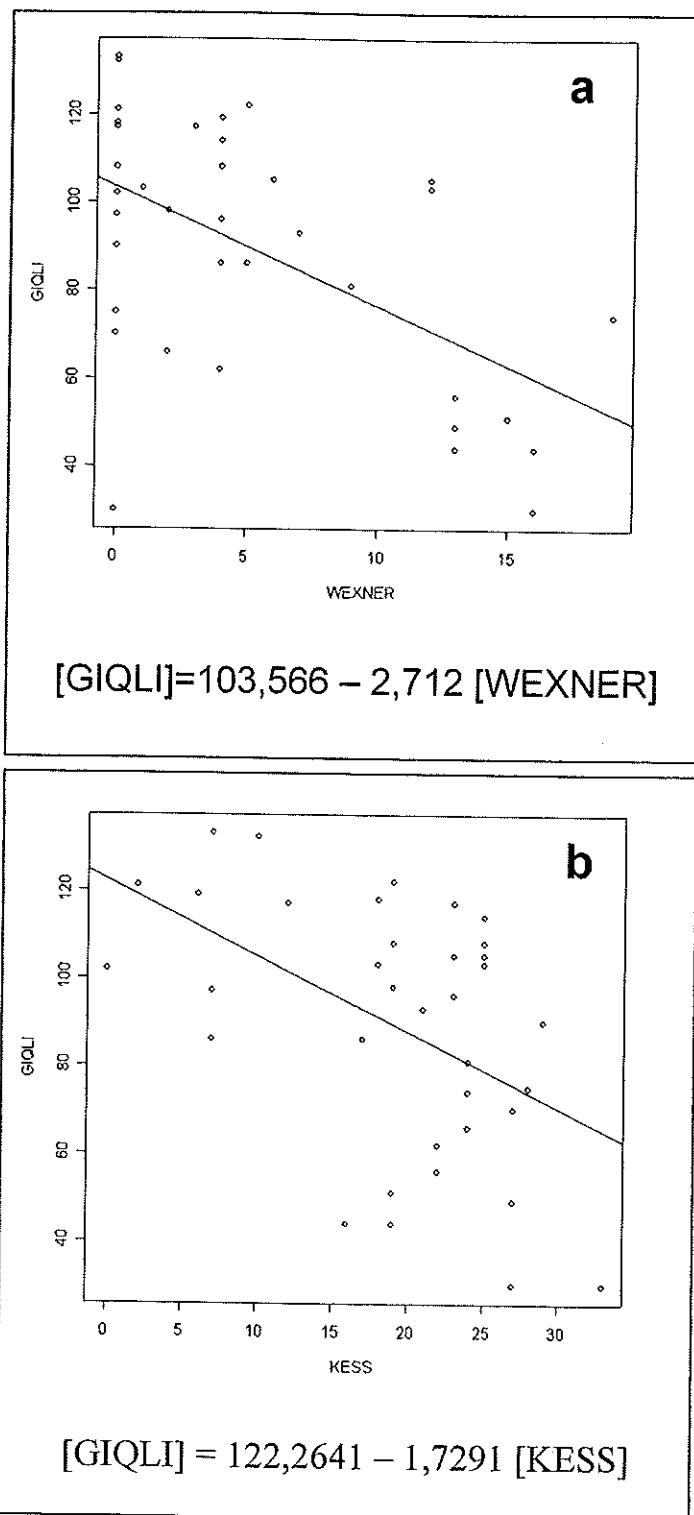 a
120
100
80
60
40
GIQLI
0 5 10 15
WEXNER
[GIQLI]=103,566 – 2,712 [WEXNER]
b
120
100
80
60
40
GIQLI
0 5 10 15 20 25 30
KESS
[GIQLI] = 122,2641 – 1,7291 [KESS]